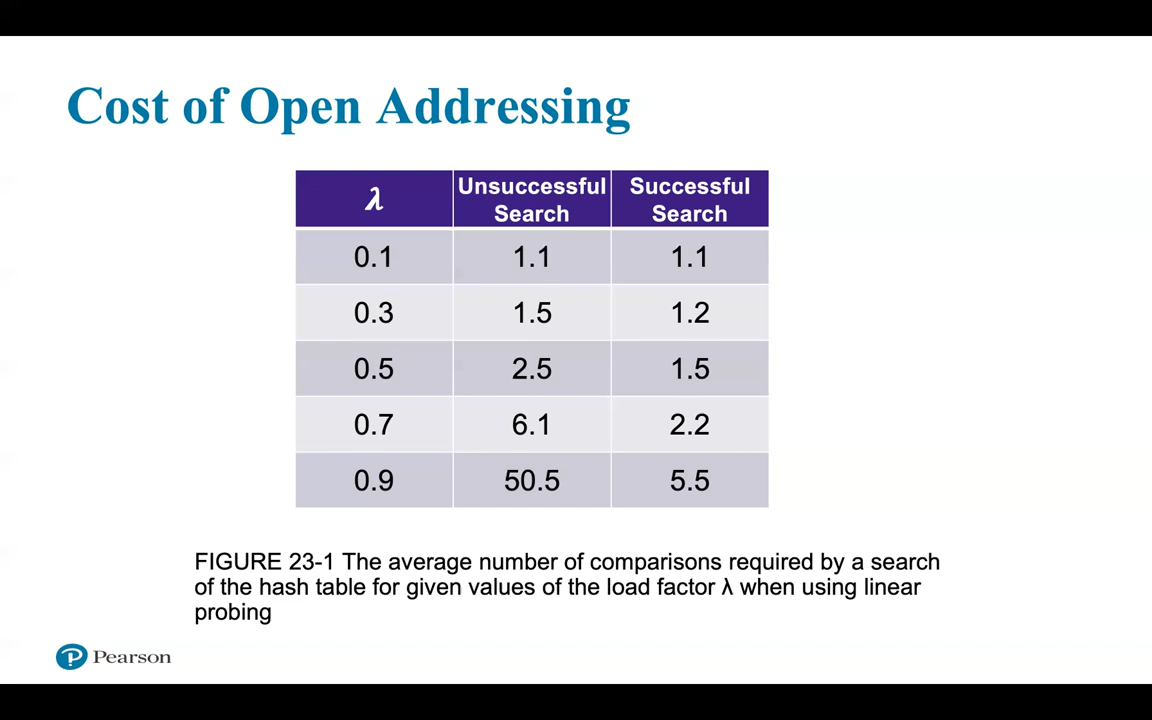 Cost of Open Addressing
λ Unsuccessful Search Successful Search
0.1 1.1 1.1
0.3 1.5 1.2
0.5 2.5 1.5
0.7 6.1 2.2
0.9 50.5 5.5
FIGURE 23-1 The average number of comparisons required by a search
of the hash table for given values of the load factor λ when using linear
probing
P Pearson